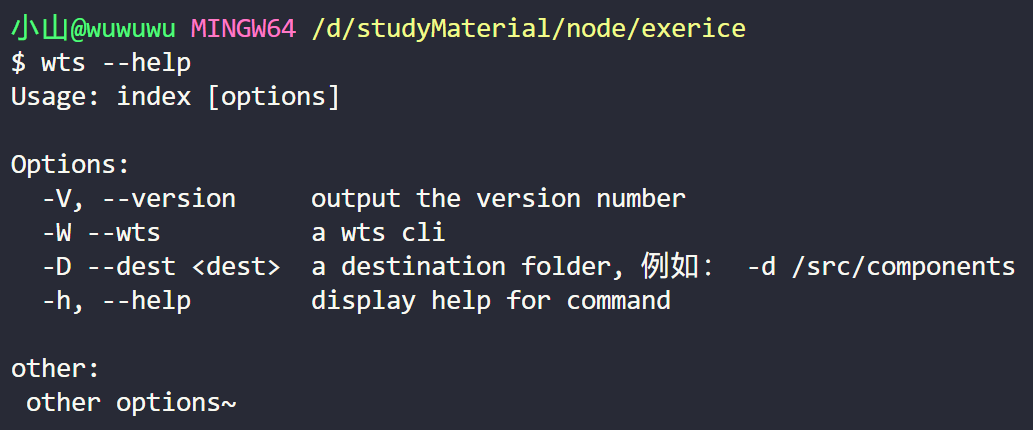 小山@wuwuwu MINGW64 /d/studyMaterial/node/exerice
$ wts --help
Usage: index [options]

Options:
  -V, --version     output the version number
  -W --wts          a wts cli
  -D --dest <dest>  a destination folder, 例如： -d /src/components
  -h, --help        display help for command

other:
 other options~